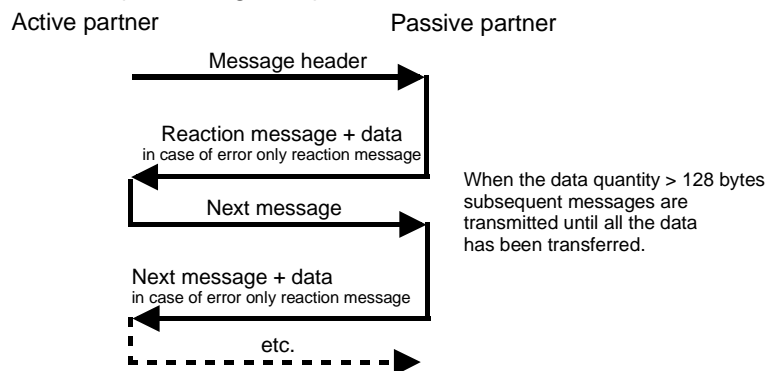 Active partner
Passive partner
Message header
Reaction message + data
in case of error only reaction message
When the data quantity > 128 bytes
subsequent messages are
transmitted until all the data
has been transferred.
Next message
Next message + data
in case of error only reaction message
etc.